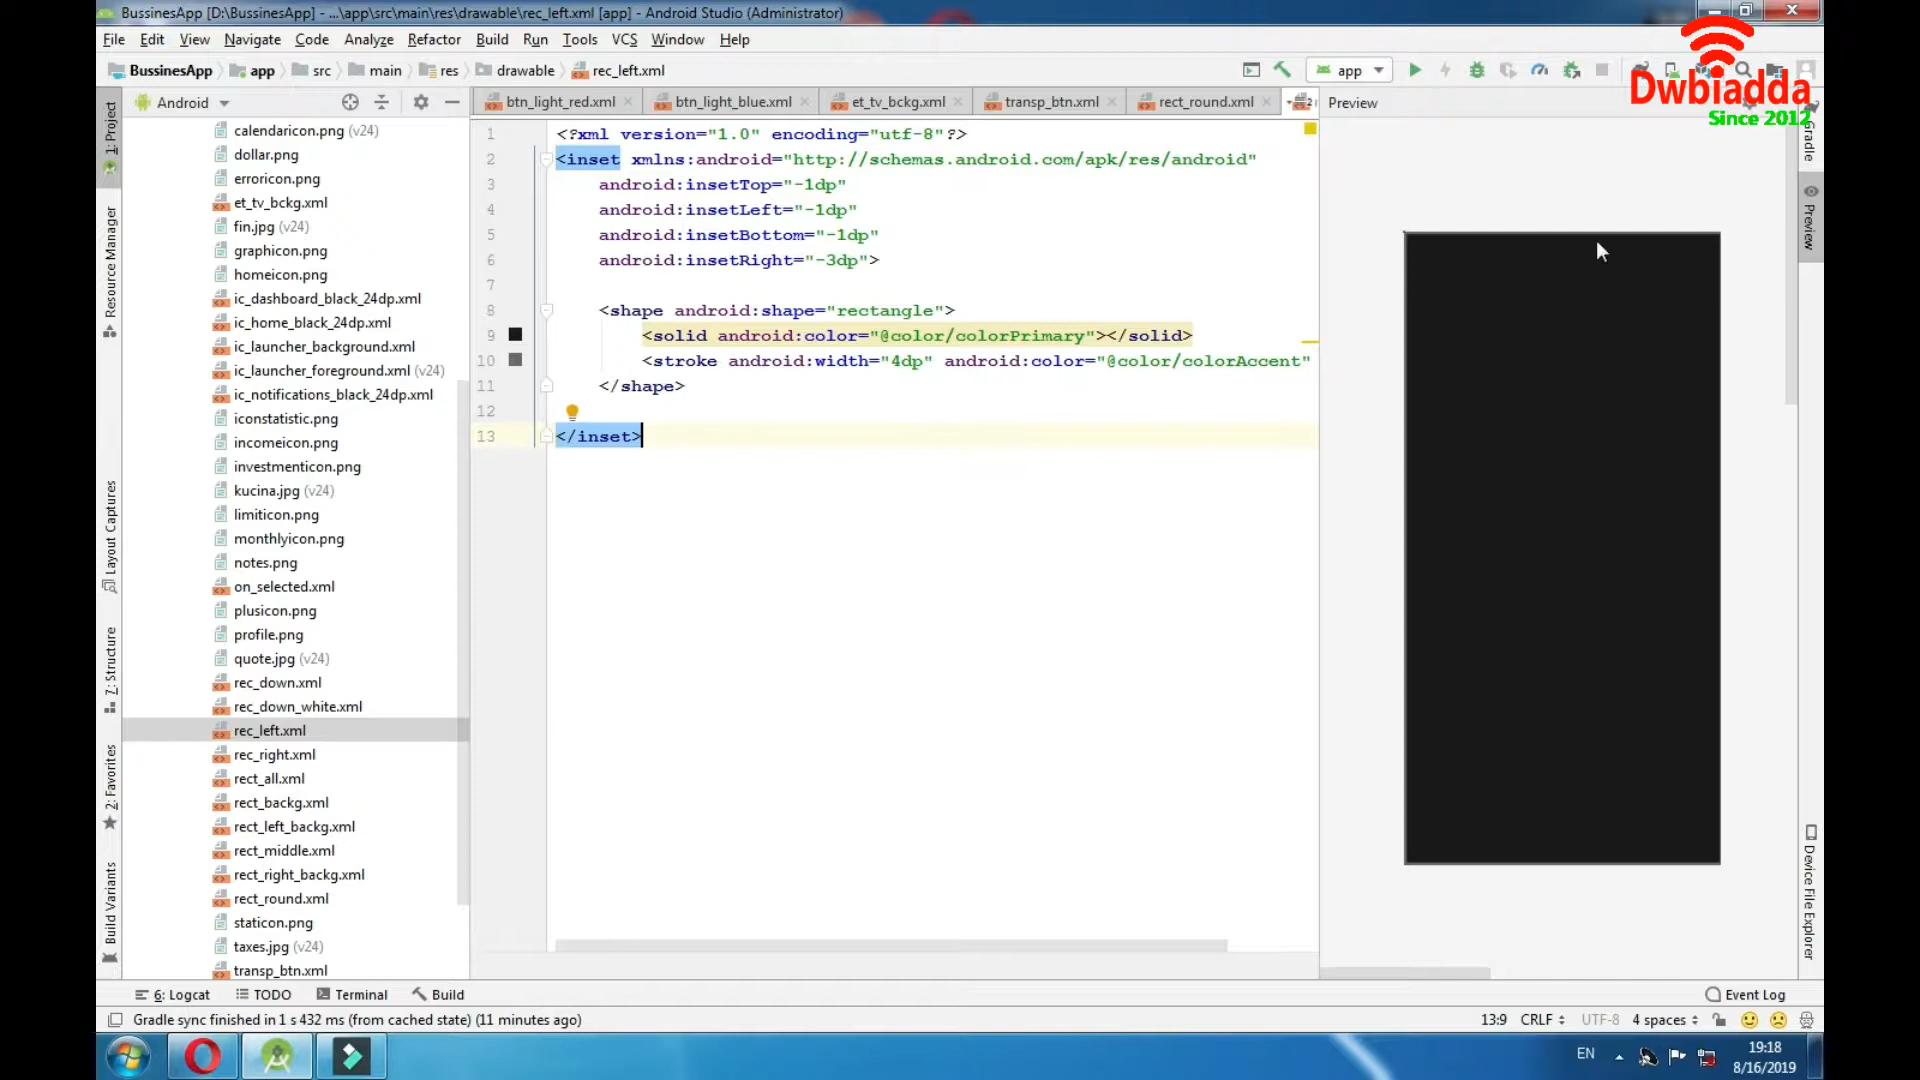 BussinesApp [D:\BussinesApp] - ...\app\src\main\res\drawable\rec_left.xml [app] - Android Studio (Administrator)
File Edit View Navigate Code Analyze Refactor Build Run Tools VCS Window Help
BussinesApp app src main res drawable rec_left.xml
app
Dwbiadda
Since 2012
Android
btn_light_red.xml btn_light_blue.xml et_tv_bckg.xml transp_btn.xml rect_round.xml
Preview
1: Project
Resource Manager
Layout Captures
7: Structure
2: Favorites
Build Variants
calendaricon.png (v24)
dollar.png
erroricon.png
et_tv_bckg.xml
fin.jpg (v24)
graphicon.png
homeicon.png
ic_dashboard_black_24dp.xml
ic_home_black_24dp.xml
ic_launcher_background.xml
ic_launcher_foreground.xml (v24)
ic_notifications_black_24dp.xml
iconstatistic.png
incomeicon.png
investmenticon.png
kucina.jpg (v24)
limiticon.png
monthlyicon.png
notes.png
on_selected.xml
plusicon.png
profile.png
quote.jpg (v24)
rec_down.xml
rec_down_white.xml
rec_left.xml
rec_right.xml
rect_all.xml
rect_backg.xml
rect_left_backg.xml
rect_middle.xml
rect_right_backg.xml
rect_round.xml
staticon.png
taxes.jpg (v24)
transp_btn.xml
1 <?xml version="1.0" encoding="utf-8"?>
2 <inset xmlns:android="http://schemas.android.com/apk/res/android"
3 android:insetTop="-1dp"
4 android:insetLeft="-1dp"
5 android:insetBottom="-1dp"
6 android:insetRight="-3dp">
7
8 <shape android:shape="rectangle">
9 <solid android:color="@color/colorPrimary"></solid>
10 <stroke android:width="4dp" android:color="@color/colorAccent"
11 </shape>
12
13 </inset>
Gradle
Preview
Device File Explorer
6: Logcat TODO Terminal Build
Event Log
Gradle sync finished in 1 s 432 ms (from cached state) (11 minutes ago)
13:9 CRLF UTF-8 4 spaces
EN
19:18
8/16/2019